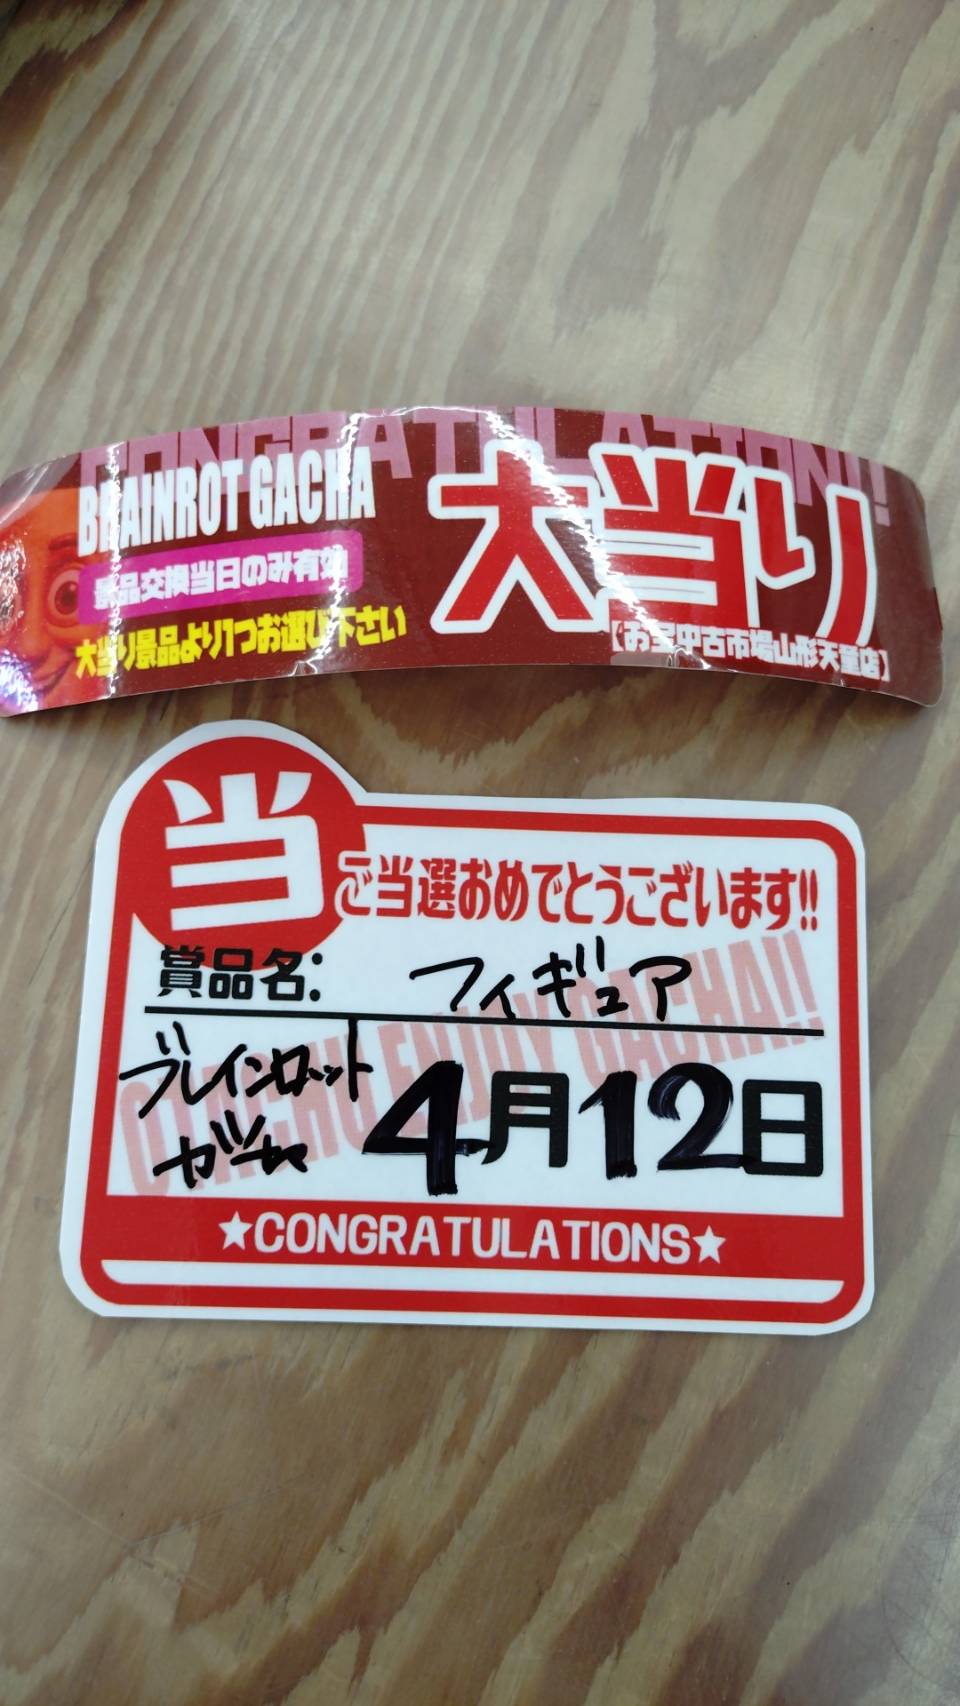 CONGRATULATION!!
BRAINROT GACHA
大当り
景品交換当日のみ有効
大当り景品より1つお選び下さい
【お宝中古市場山形天童店】
当
ご当選おめでとうございます!!
賞品名: フィギュア
ブレインロット
ガチャ
4月12日
OTACHU ENJOY GACHA!!
★CONGRATULATIONS★